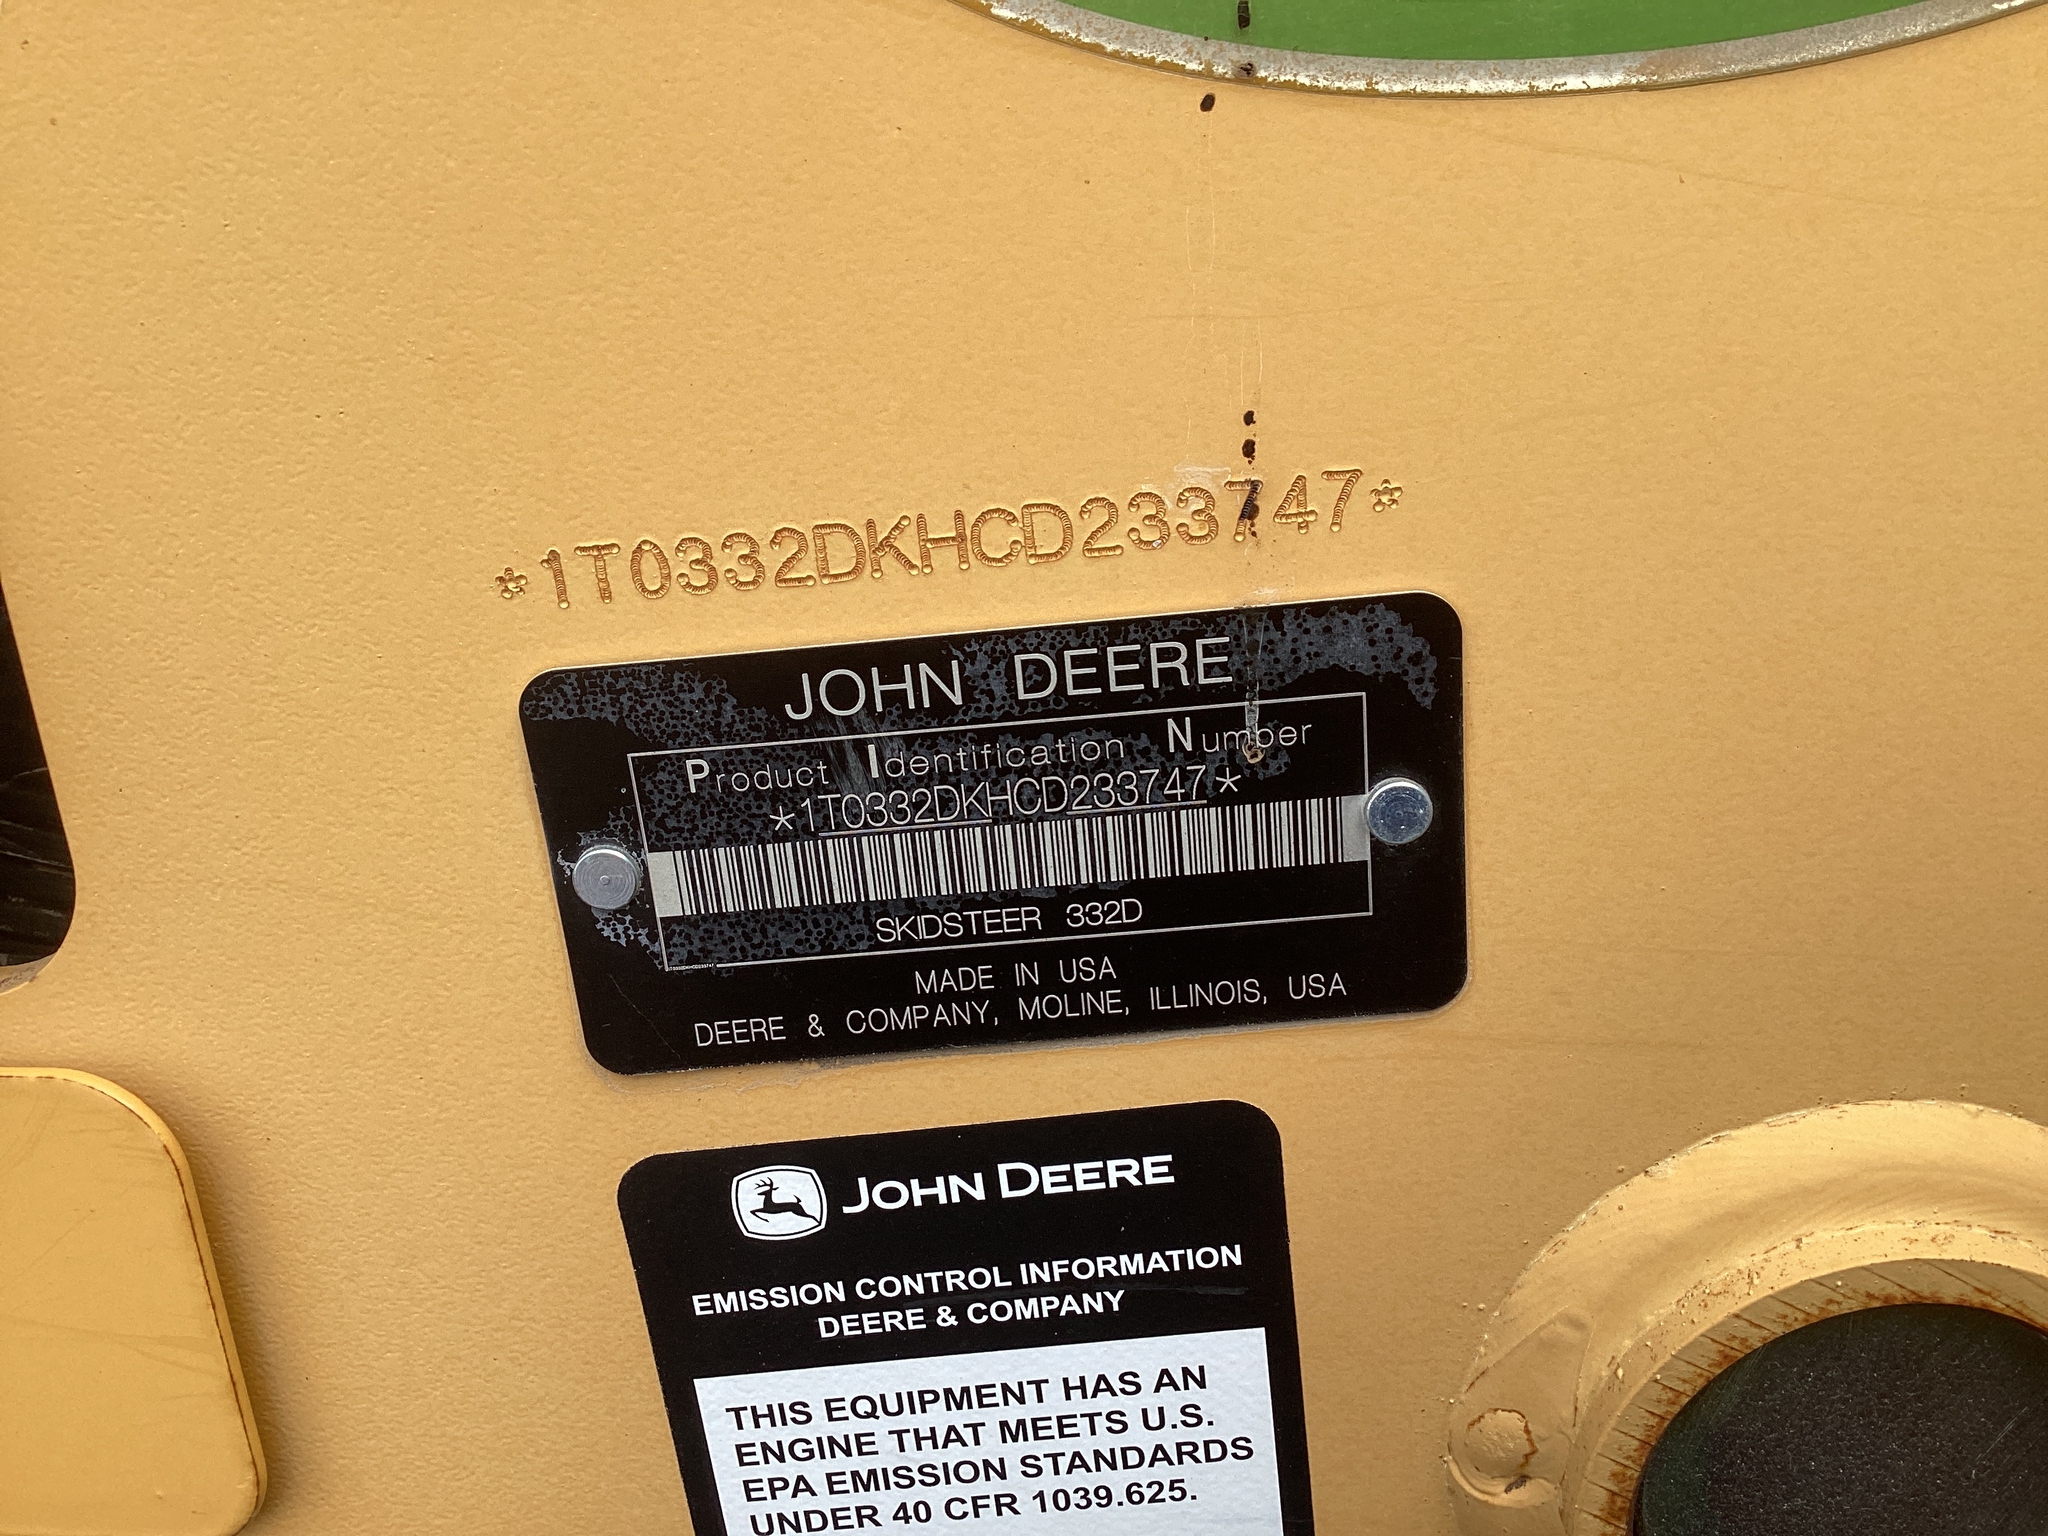 *1T0332DKHCD233747*
JOHN DEERE
Product Identification Number
*1T0332DKHCD233747*
SKIDSTEER 332D
1T0332DKHCD233747
MADE IN USA
DEERE & COMPANY, MOLINE, ILLINOIS, USA
JOHN DEERE
EMISSION CONTROL INFORMATION
DEERE & COMPANY
THIS EQUIPMENT HAS AN
ENGINE THAT MEETS U.S.
EPA EMISSION STANDARDS
UNDER 40 CFR 1039.625.